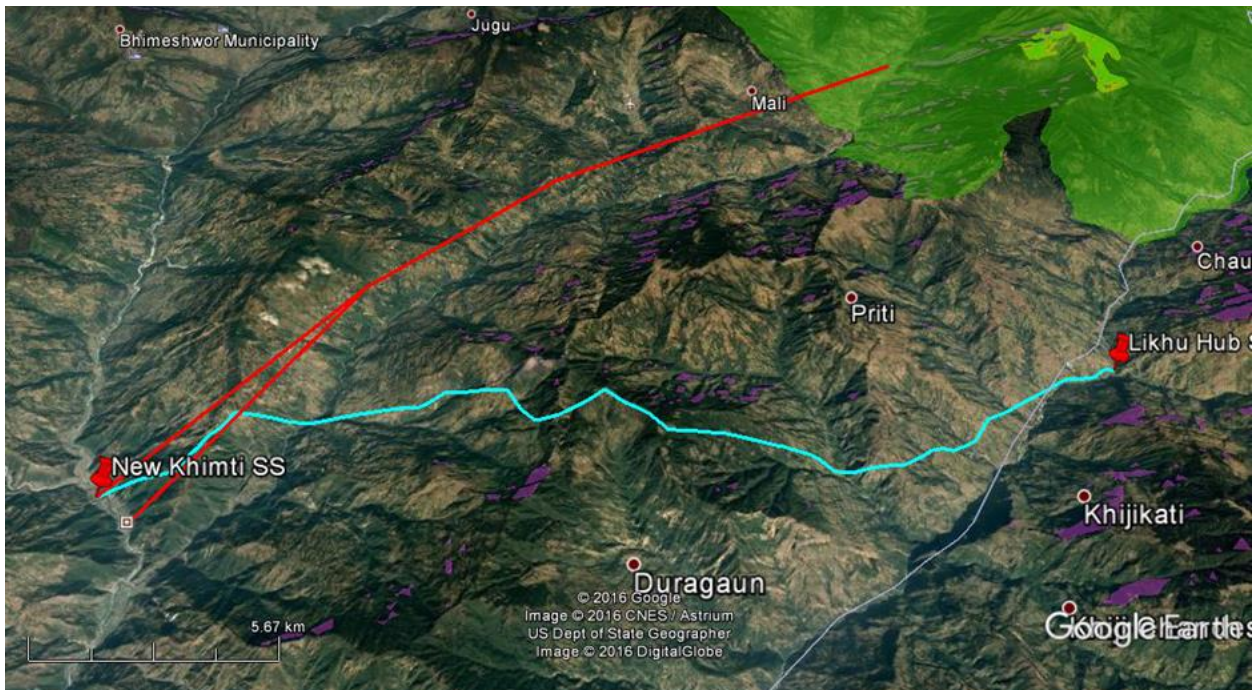 Jugu
Bhimeshwor Municipality
Mali
Chau
Priti
Likhu Hub S
New Khimti SS
Khijikati
Duragaun
© 2016 Google
Image © 2016 CNES / Astrium
US Dept of State Geographer
Image © 2016 DigitalGlobe
5.67 km
Google Earth